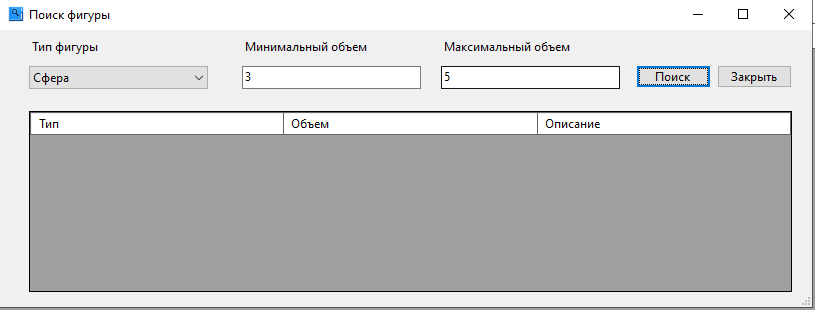 Поиск фигуры
Тип фигуры Минимальный объем Максимальный объем
Сфера 3 5 Поиск Закрыть
Тип Объем Описание